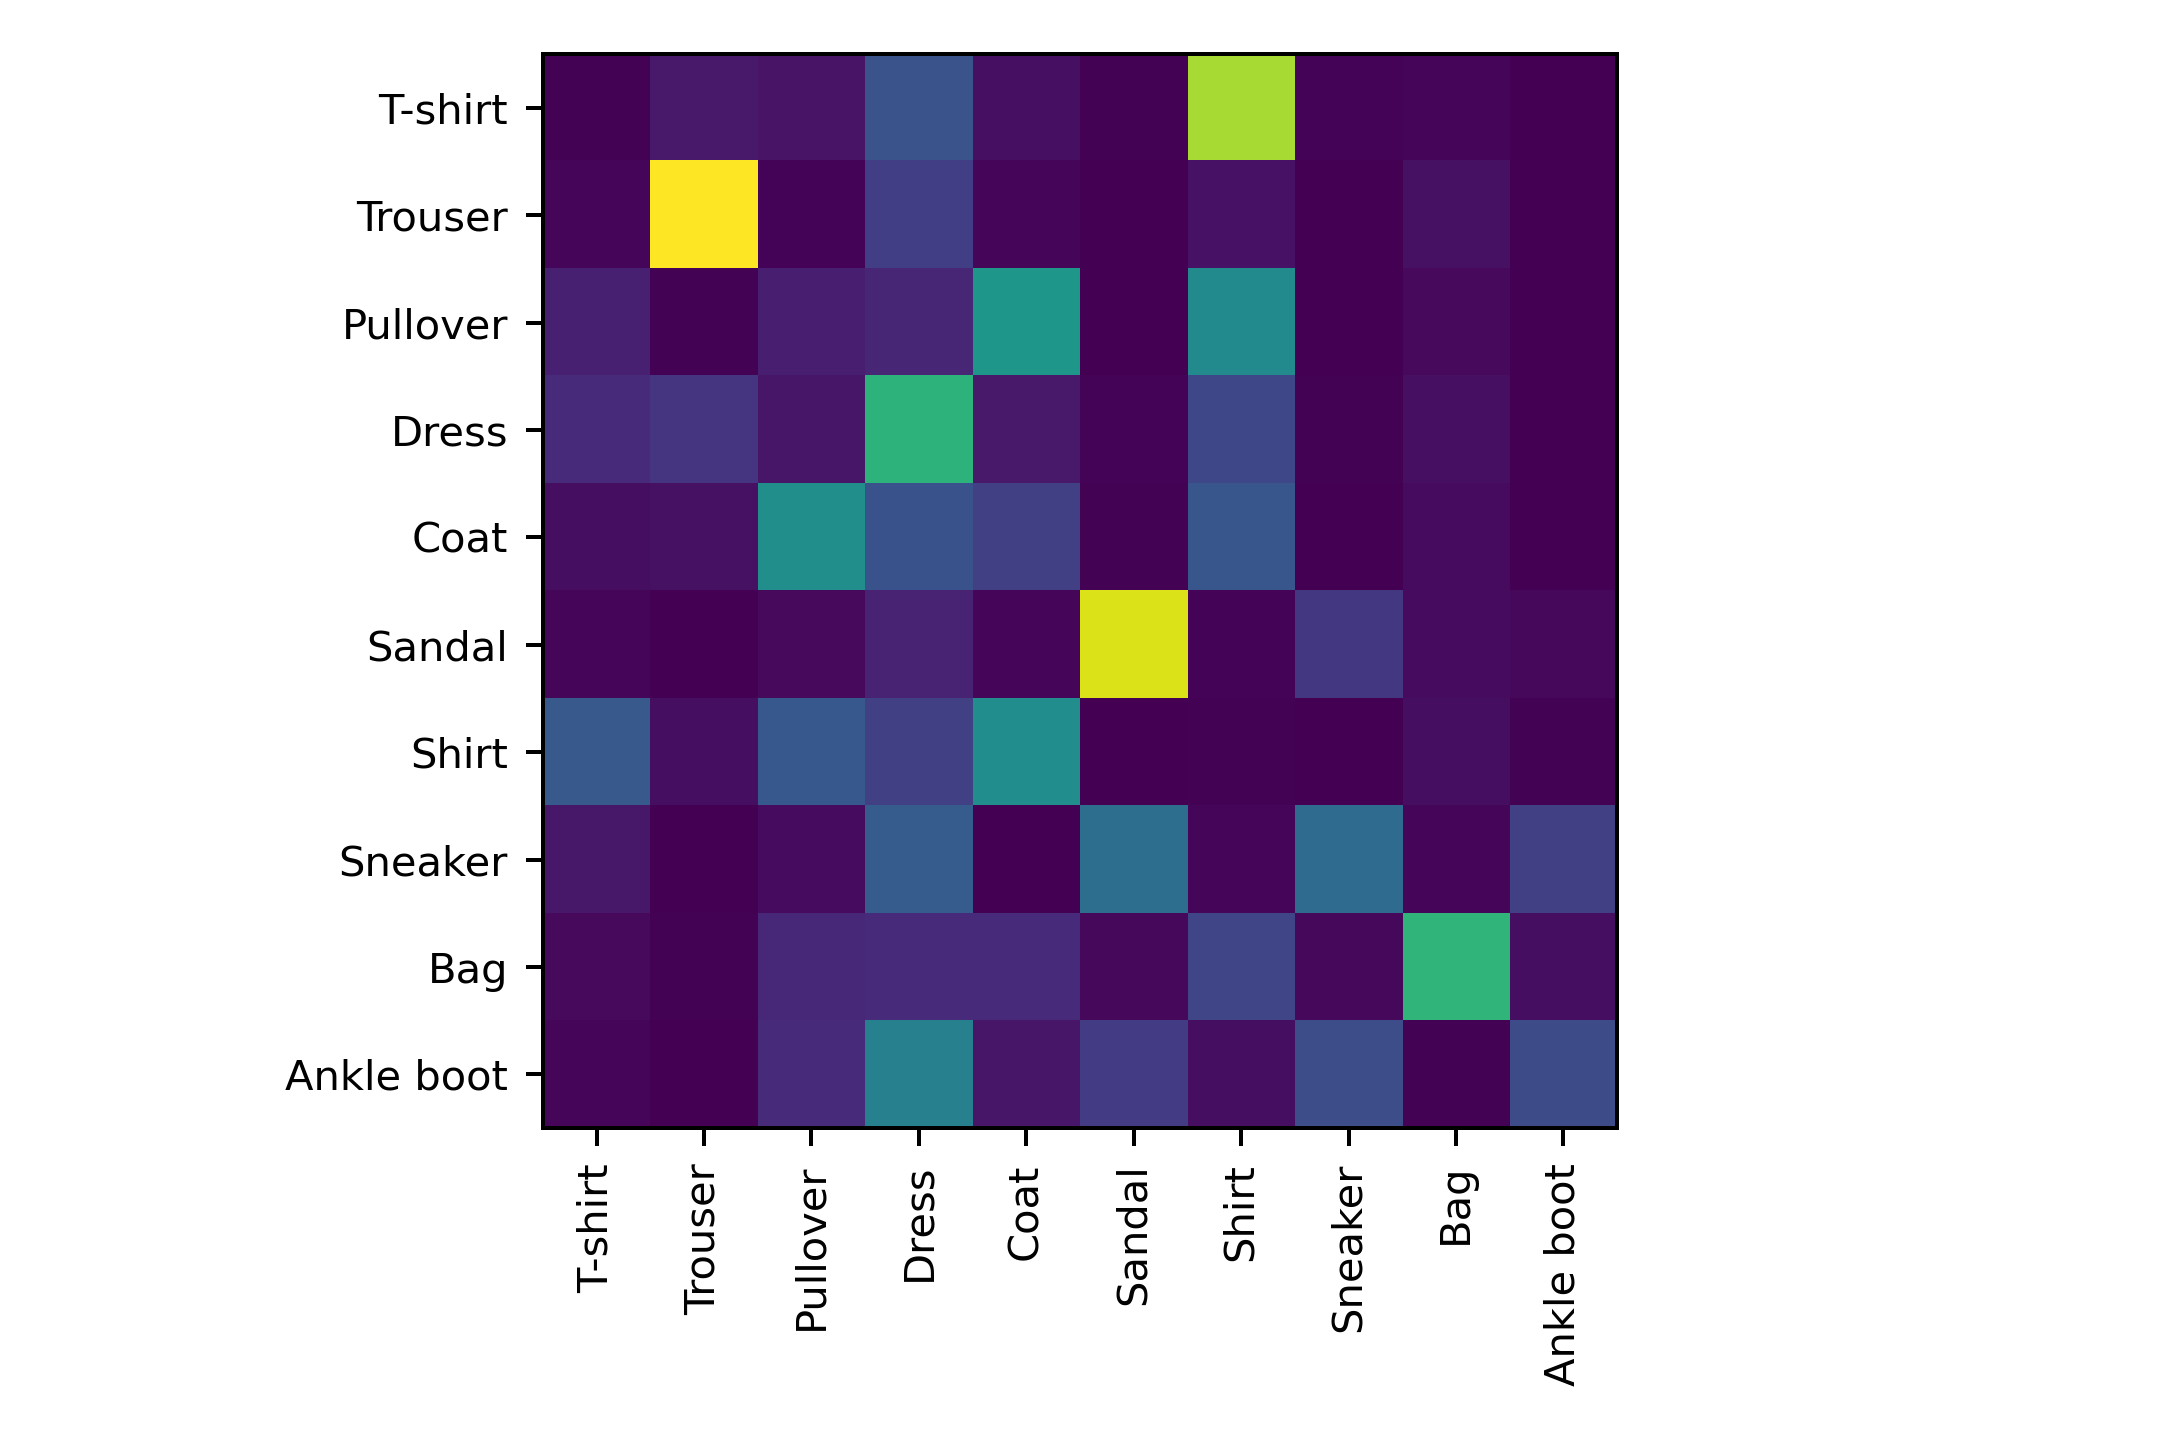 T-shirt
Trouser
Pullover
Dress
Coat
Sandal
Shirt
Sneaker
Bag
Ankle boot
T-shirt
Trouser
Pullover
Dress
Coat
Sandal
Shirt
Sneaker
Bag
Ankle boot